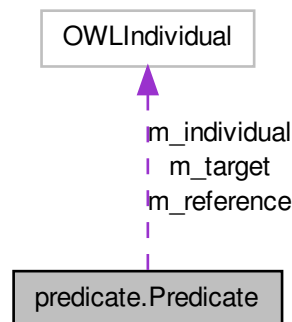 OWLIndividual
m_individual
m_target
m_reference
predicate.Predicate